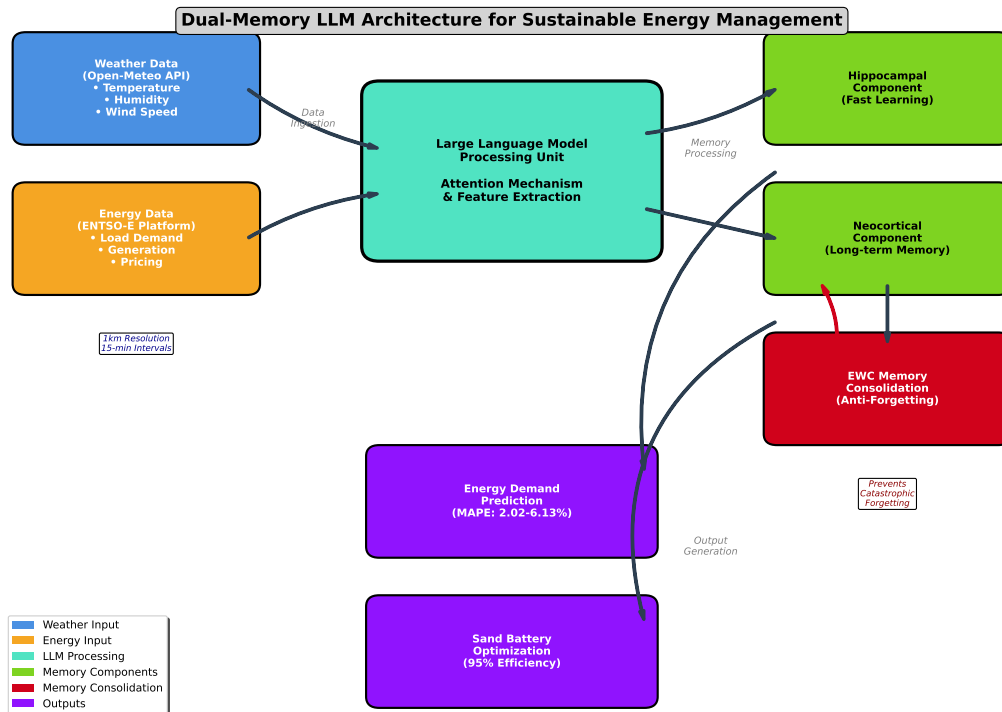 Dual-Memory LLM Architecture for Sustainable Energy Management
Weather Data
(Open-Meteo API)
• Temperature
• Humidity
• Wind Speed
Energy Data
(ENTSO-E Platform)
• Load Demand
• Generation
• Pricing
1km Resolution
15-min Intervals
Data
Ingestion
Large Language Model
Processing Unit
Attention Mechanism
& Feature Extraction
Memory
Processing
Hippocampal
Component
(Fast Learning)
Neocortical
Component
(Long-term Memory)
EWC Memory
Consolidation
(Anti-Forgetting)
Prevents
Catastrophic
Forgetting
Energy Demand
Prediction
(MAPE: 2.02-6.13%)
Output
Generation
Sand Battery
Optimization
(95% Efficiency)
Weather Input
Energy Input
LLM Processing
Memory Components
Memory Consolidation
Outputs